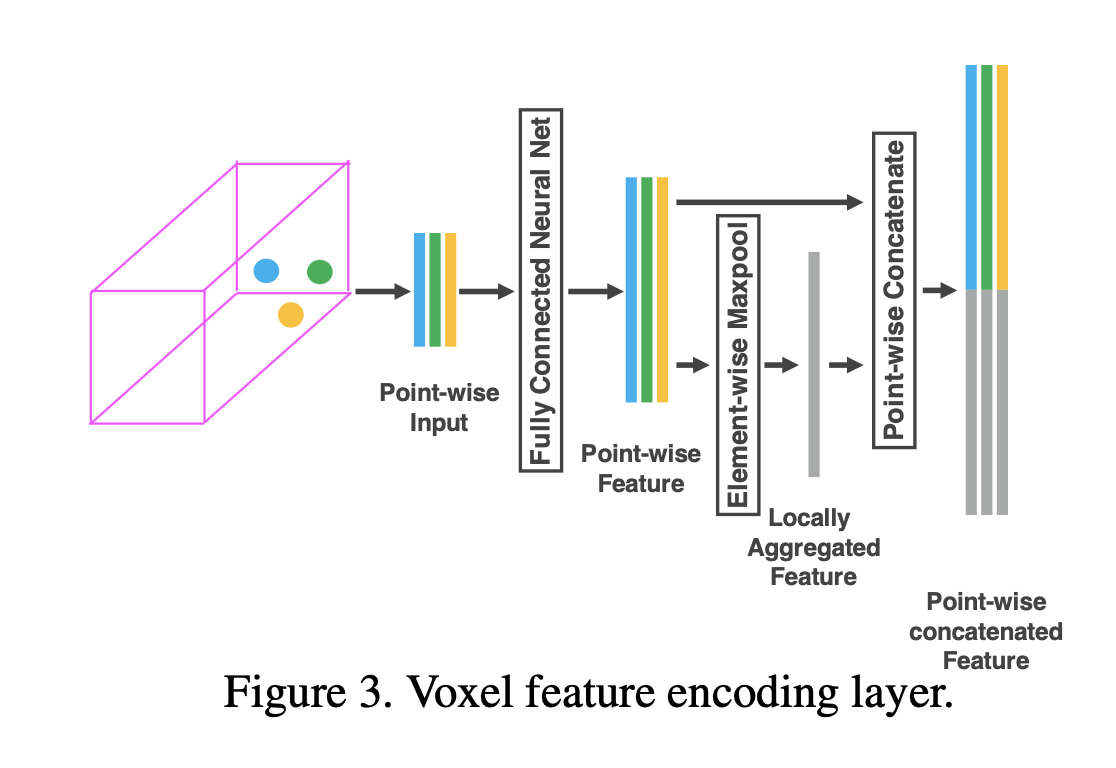 Point-wise
Input
Fully Connected Neural Net
Point-wise
Feature
Element-wise Maxpool
Locally
Aggregated
Feature
Point-wise Concatenate
Point-wise
concatenated
Feature
Figure 3. Voxel feature encoding layer.